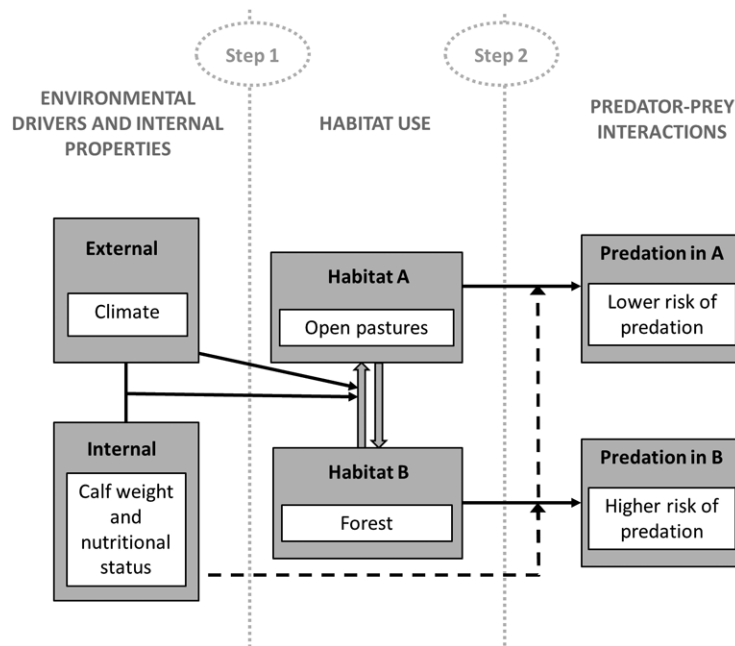 Step 1
Step 2
ENVIRONMENTAL
DRIVERS AND INTERNAL
PROPERTIES
HABITAT USE
PREDATOR-PREY
INTERACTIONS
External
Climate
Internal
Calf weight
and
nutritional
status
Habitat A
Open pastures
Habitat B
Forest
Predation in A
Lower risk of
predation
Predation in B
Higher risk of
predation